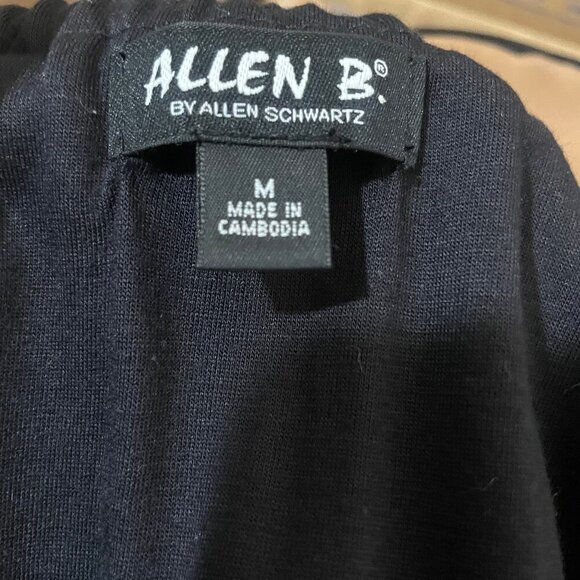 ALLEN B.®
BY ALLEN SCHWARTZ
M
MADE IN
CAMBODIA